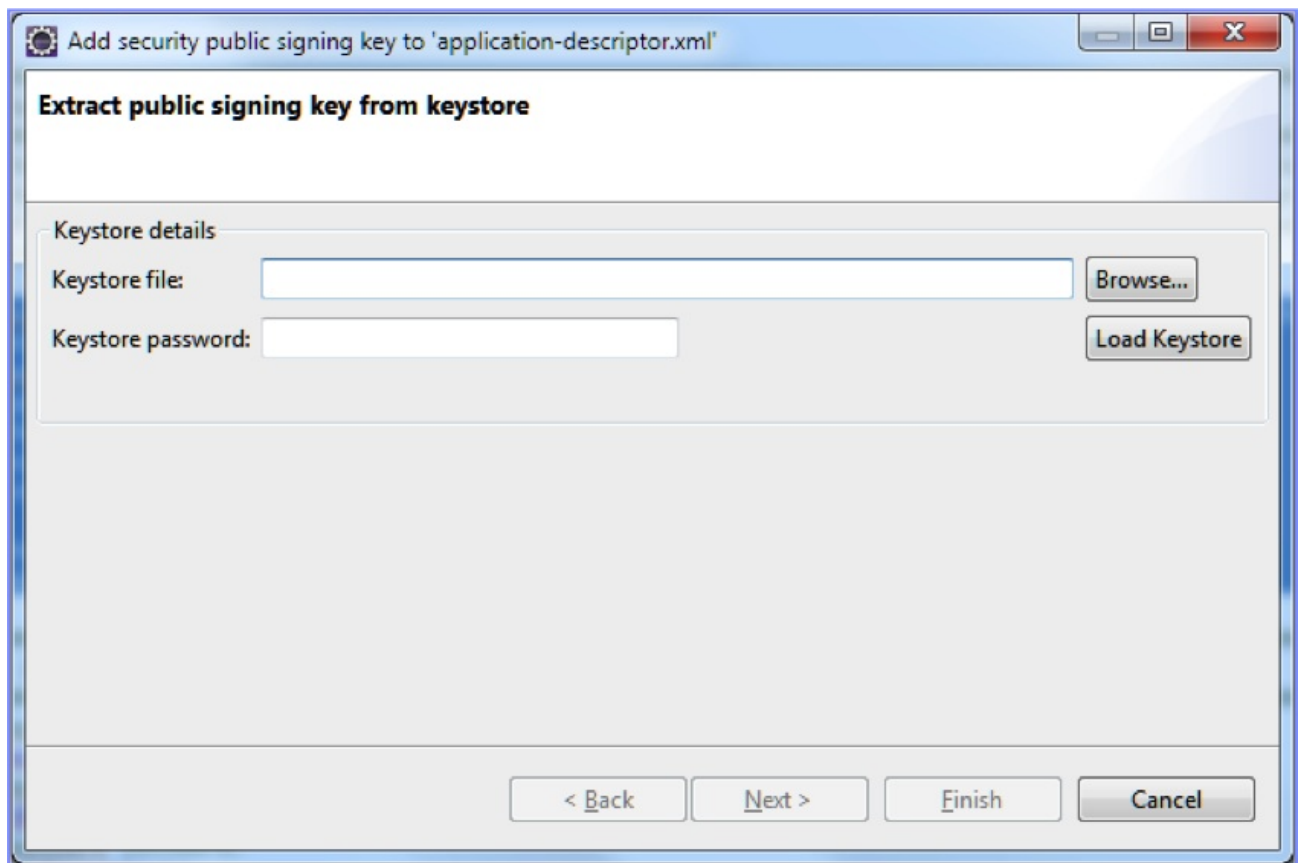 Add security public signing key to 'application-descriptor.xml'
Extract public signing key from keystore
Keystore details
Keystore file: Browse...
Keystore password: Load Keystore
< Back Next > Finish Cancel